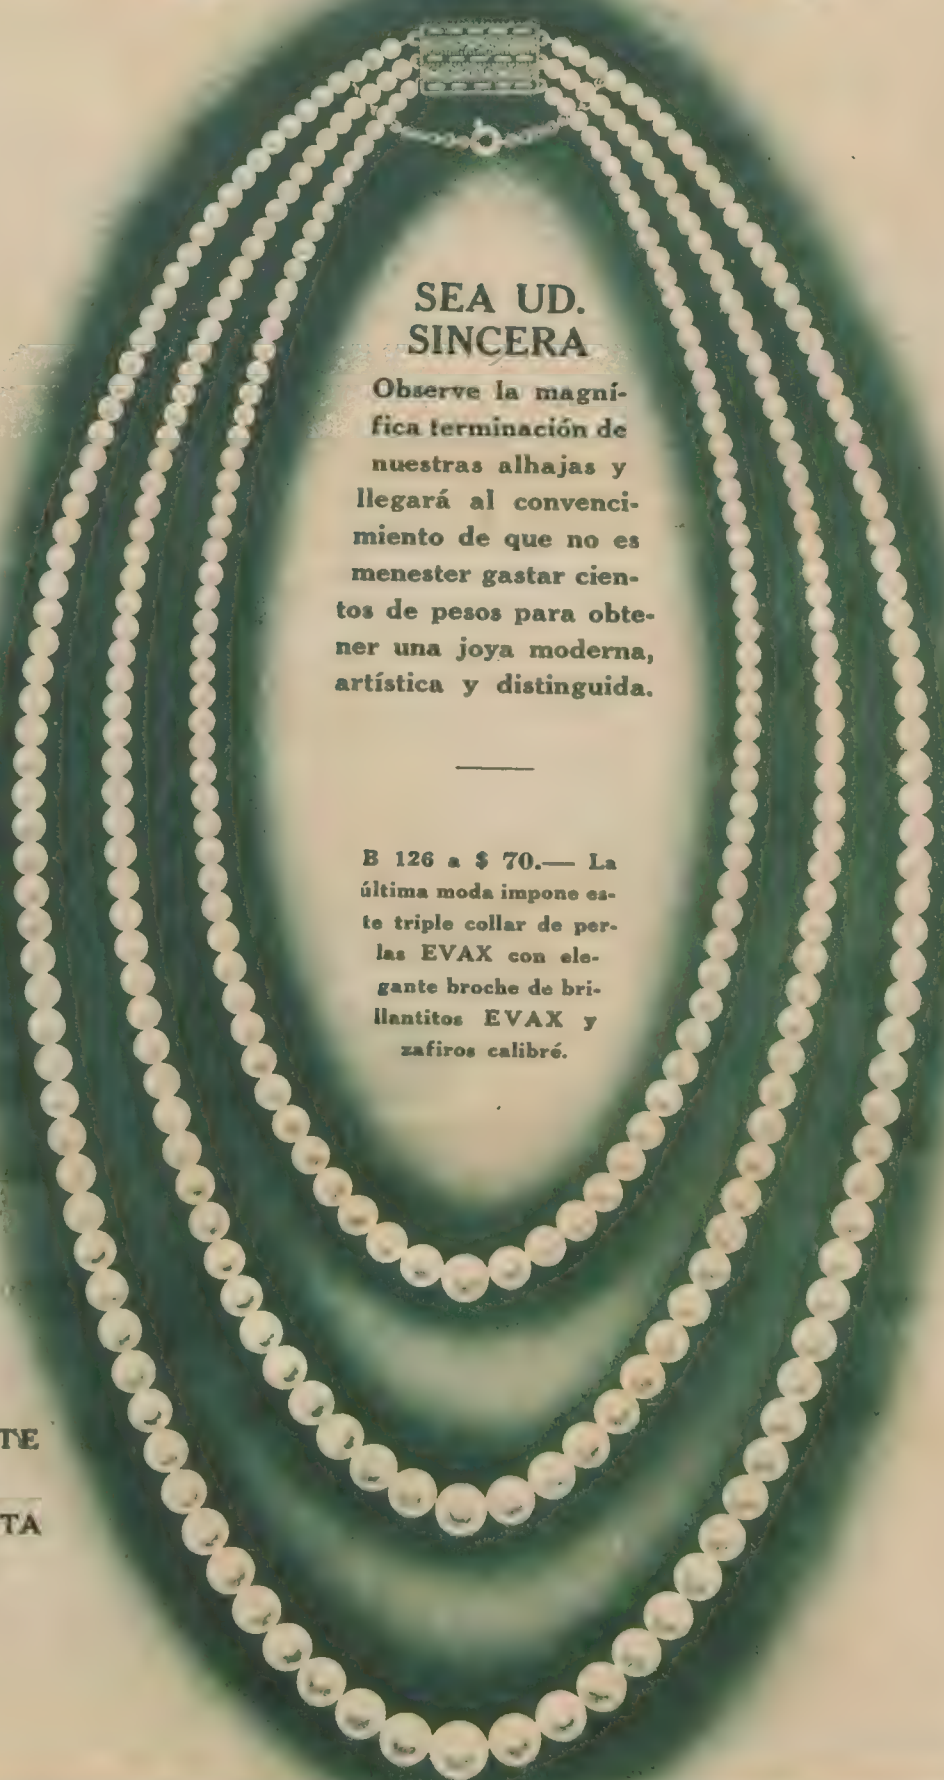 SEA UD.
SINCERA
Observe la magní-
fica terminación de
nuestras alhajas y
llegará al convenci-
miento de que no es
menester gastar cien-
tos de pesos para obte-
ner una joya moderna,
artística y distinguida.
B 126 a $ 70.— La
última moda impone es-
te triple collar de per-
las EVAX con ele-
gante broche de bri-
llantitos EVAX y
zafiros calibré.
TE
TA